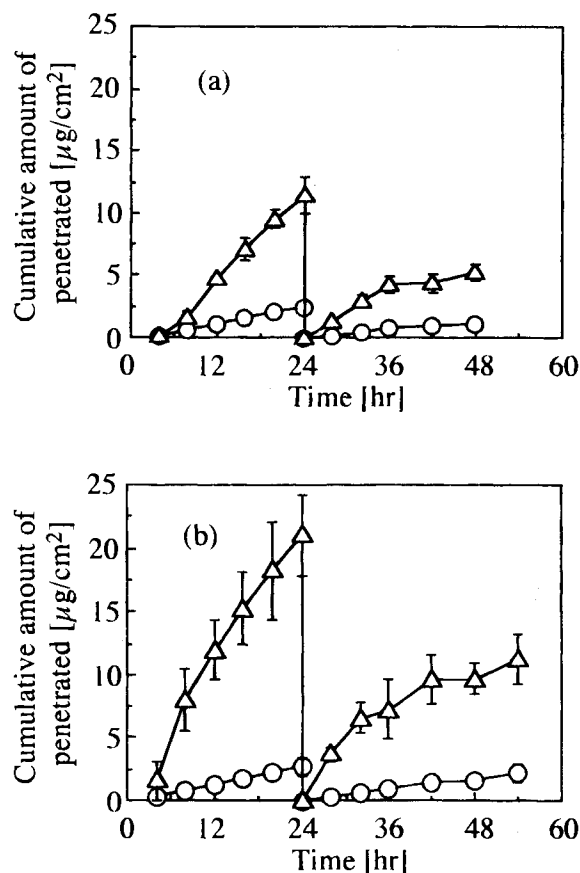 Cumulative amount of
penetrated [µg/cm²]
25
20
15
10
5
0
(a)
0 12 24 36 48 60
Time [hr]
Cumulative amount of
penetrated [µg/cm²]
25
20
15
10
5
0
(b)
0 12 24 36 48 60
Time [hr]